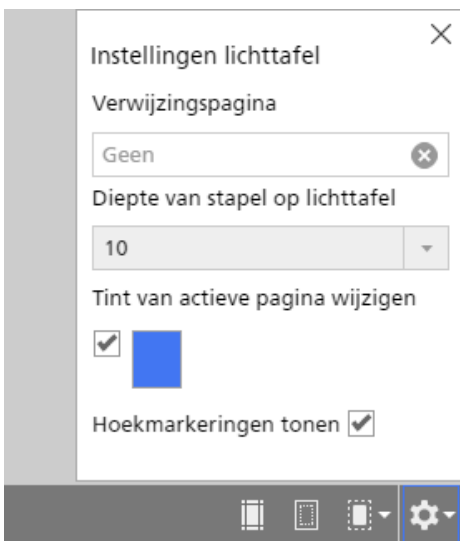 Instellingen lichttafel
Verwijzingspagina
Geen
Diepte van stapel op lichttafel
10
Tint van actieve pagina wijzigen
Hoekmarkeringen tonen